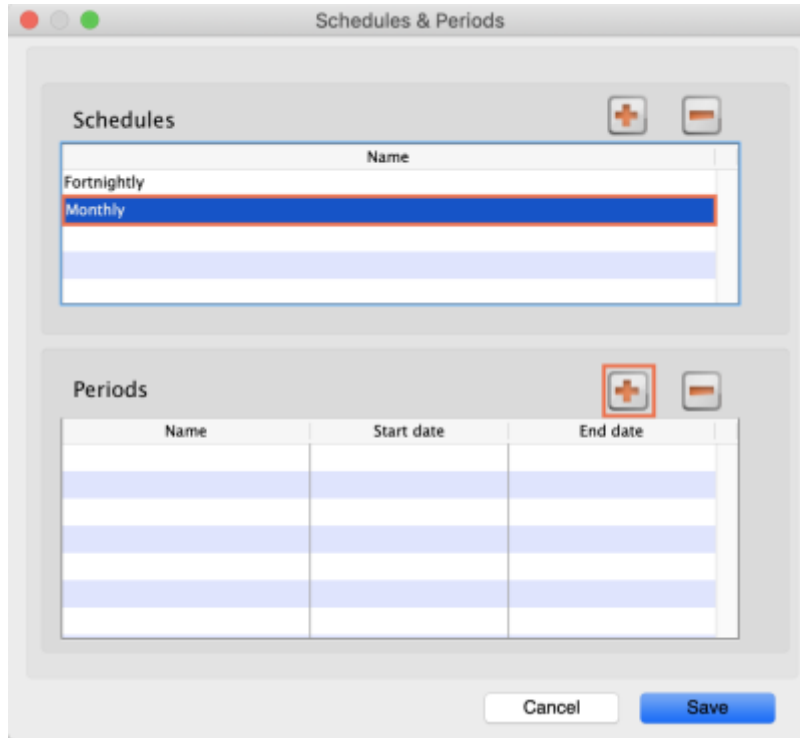 Schedules & Periods
Schedules
Name
Fortnightly
Monthly
Periods
Name Start date End date
Cancel Save